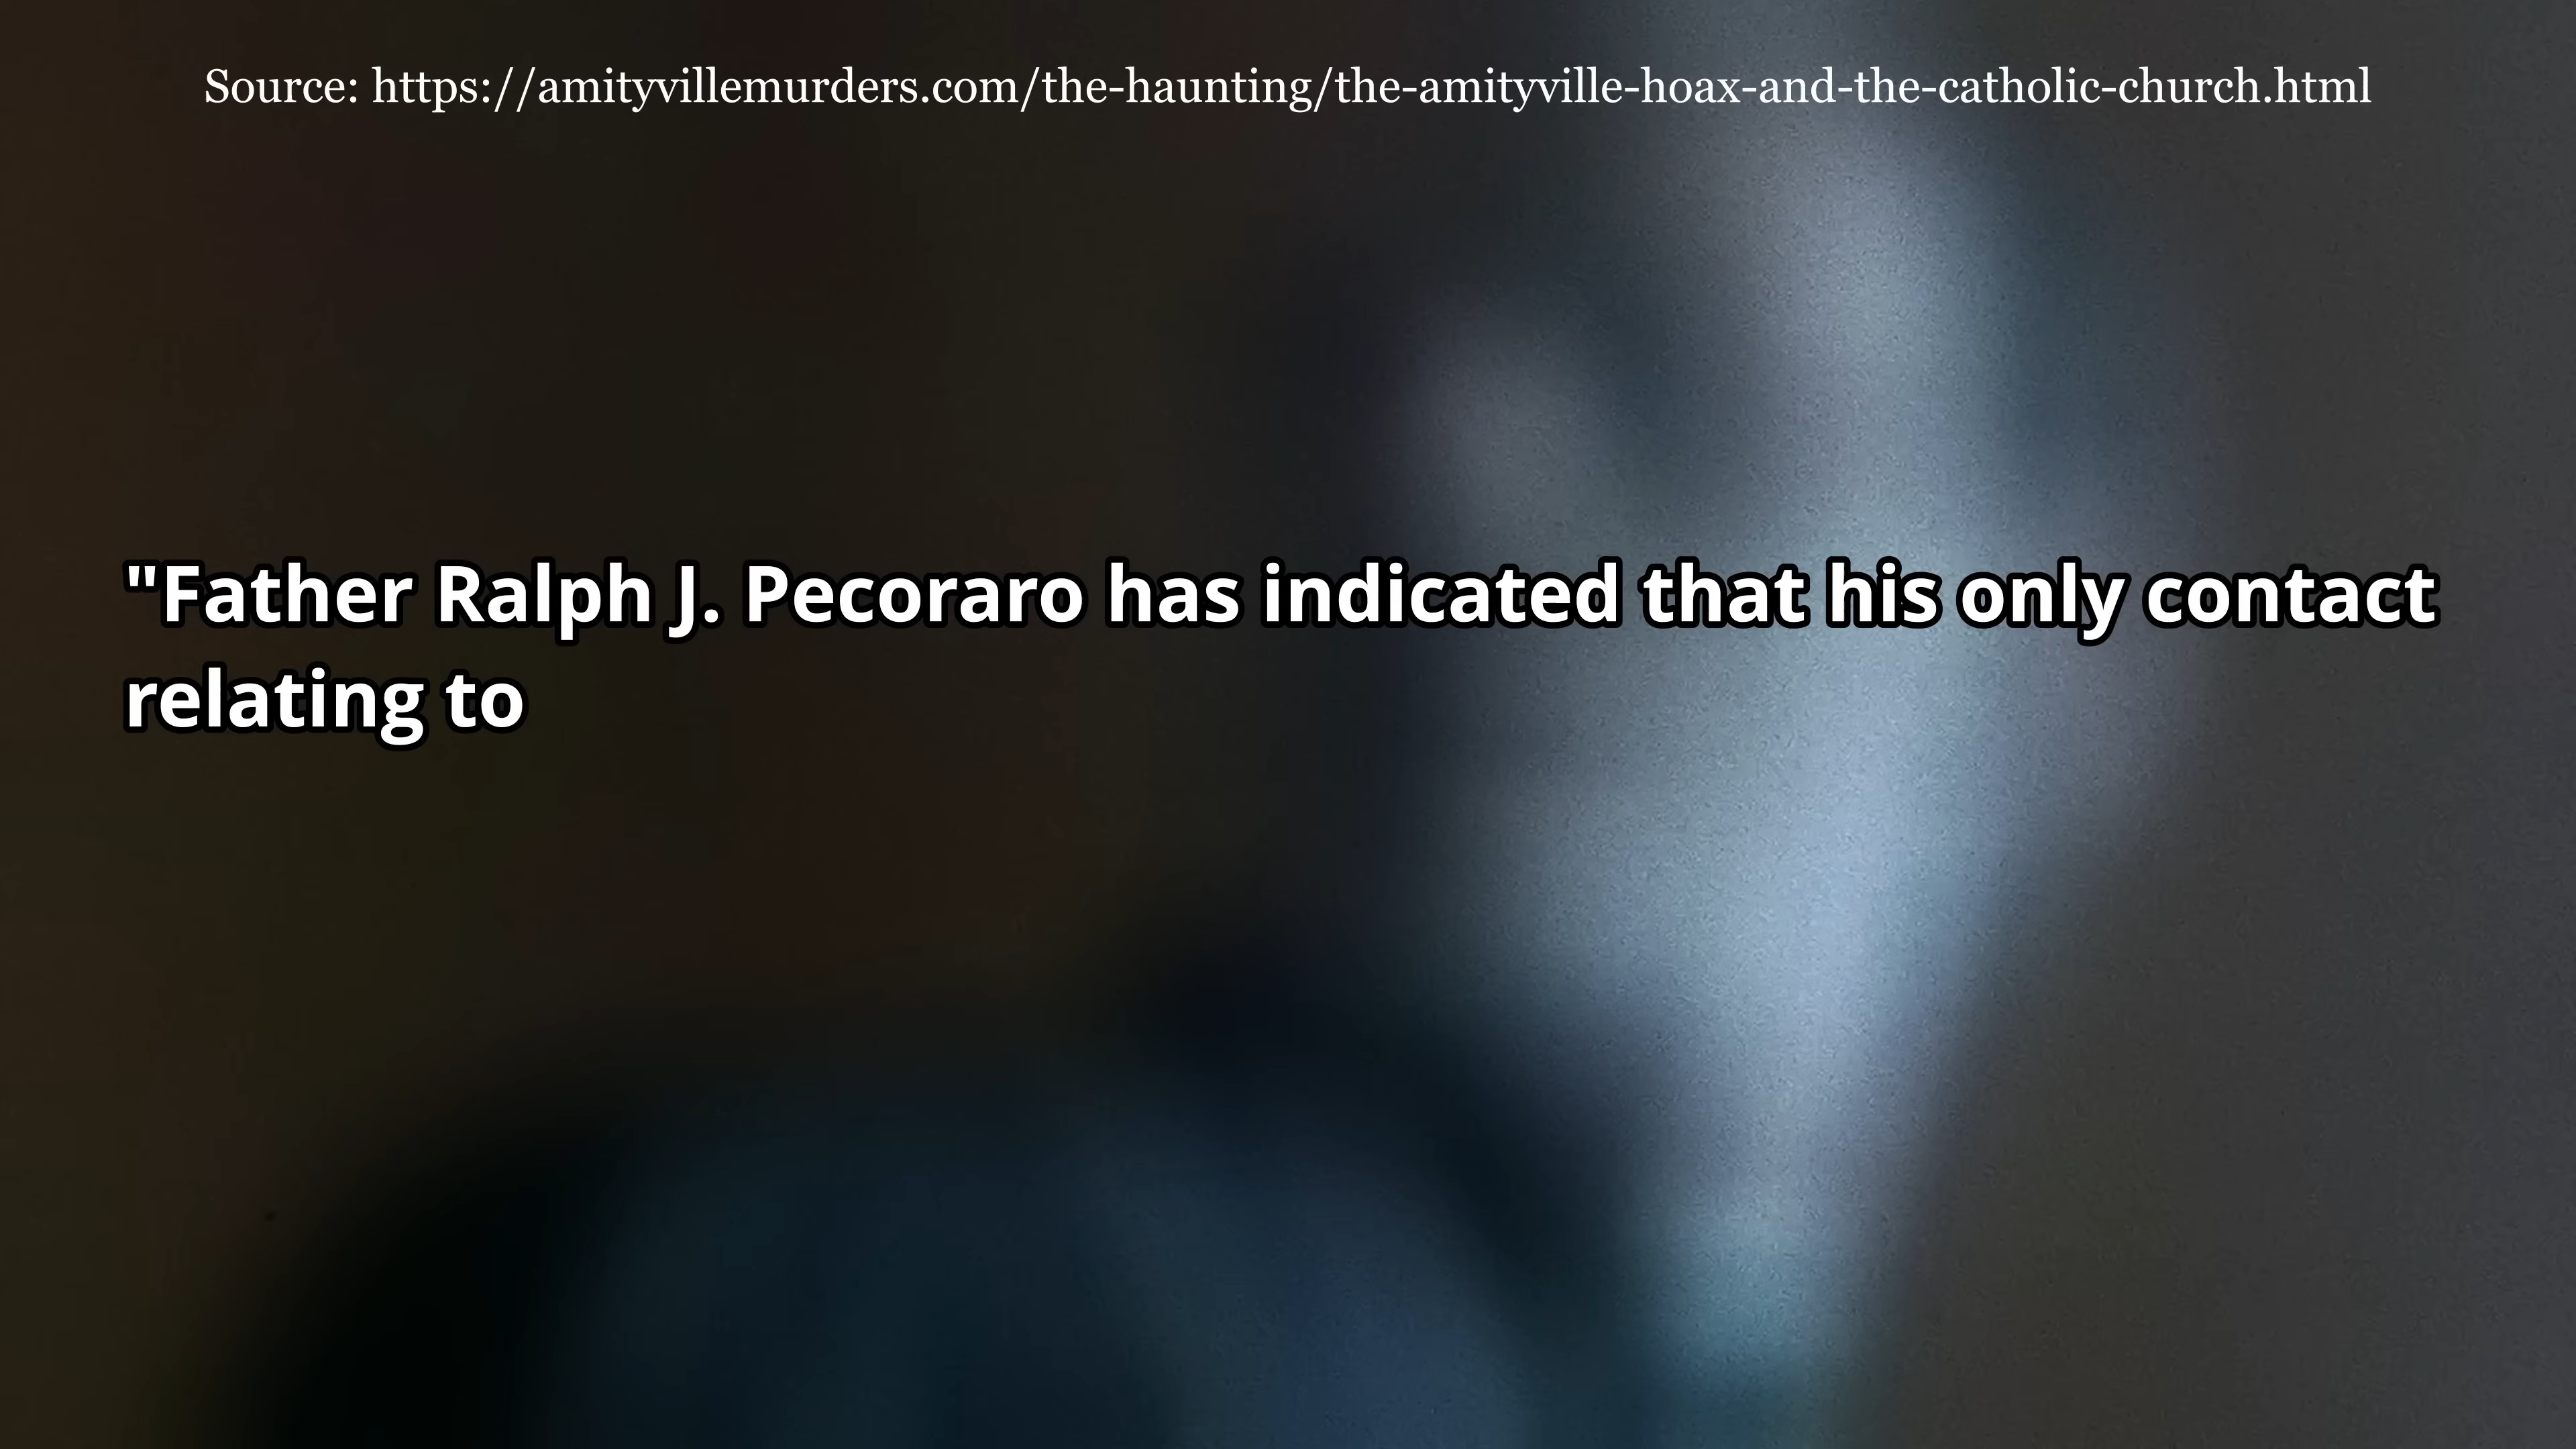 Source: https://amityvillemurders.com/the-haunting/the-amityville-hoax-and-the-catholic-church.html
"Father Ralph J. Pecoraro has indicated that his only contact
relating to